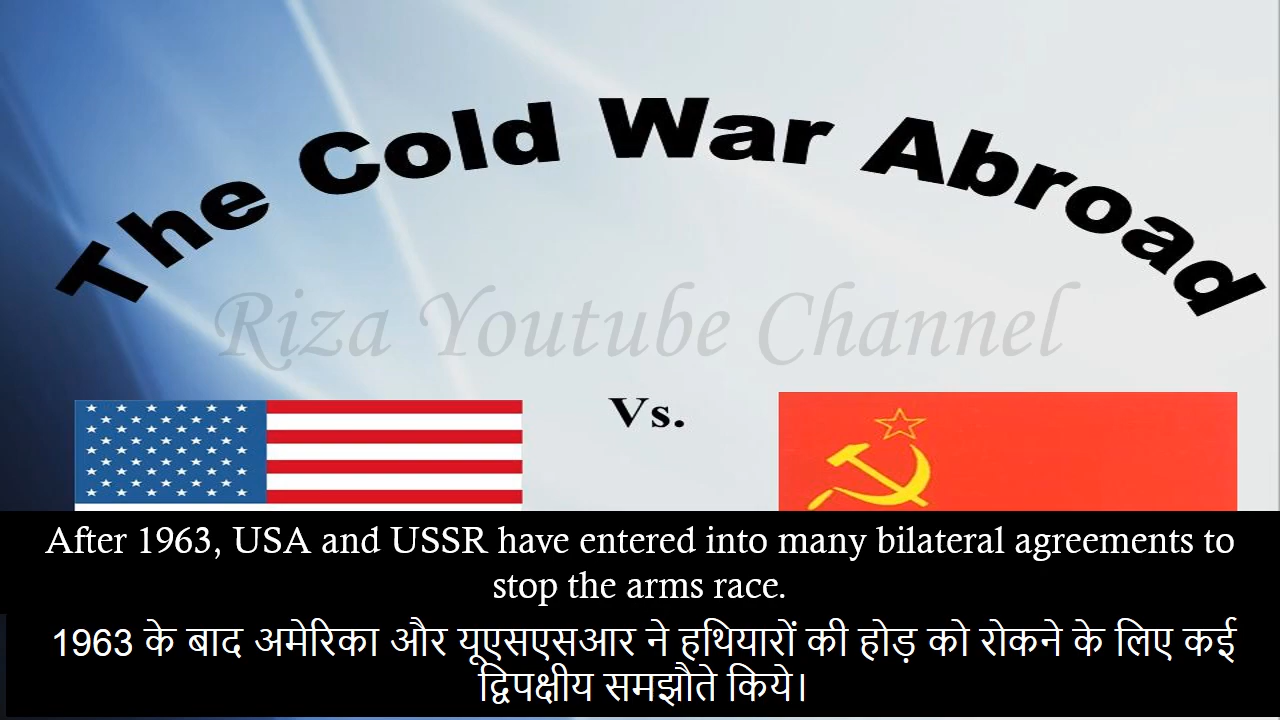 The Cold War Abroad
Riza Youtube Channel
Vs.
After 1963, USA and USSR have entered into many bilateral agreements to
stop the arms race.
1963 के बाद अमेरिका और यूएसएसआर ने हथियारों की होड़ को रोकने के लिए कई
द्विपक्षीय समझौते किये।